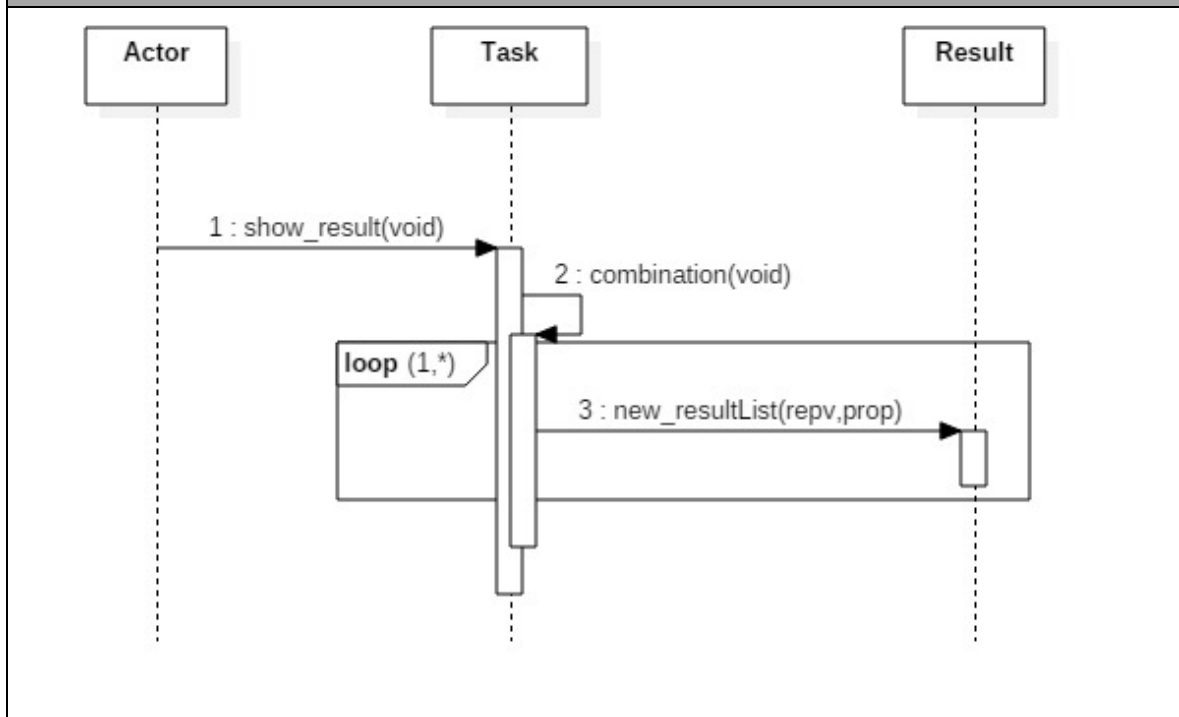 Actor
Task
Result
1 : show_result(void)
2 : combination(void)
loop (1,*)
3 : new_resultList(repv,prop)